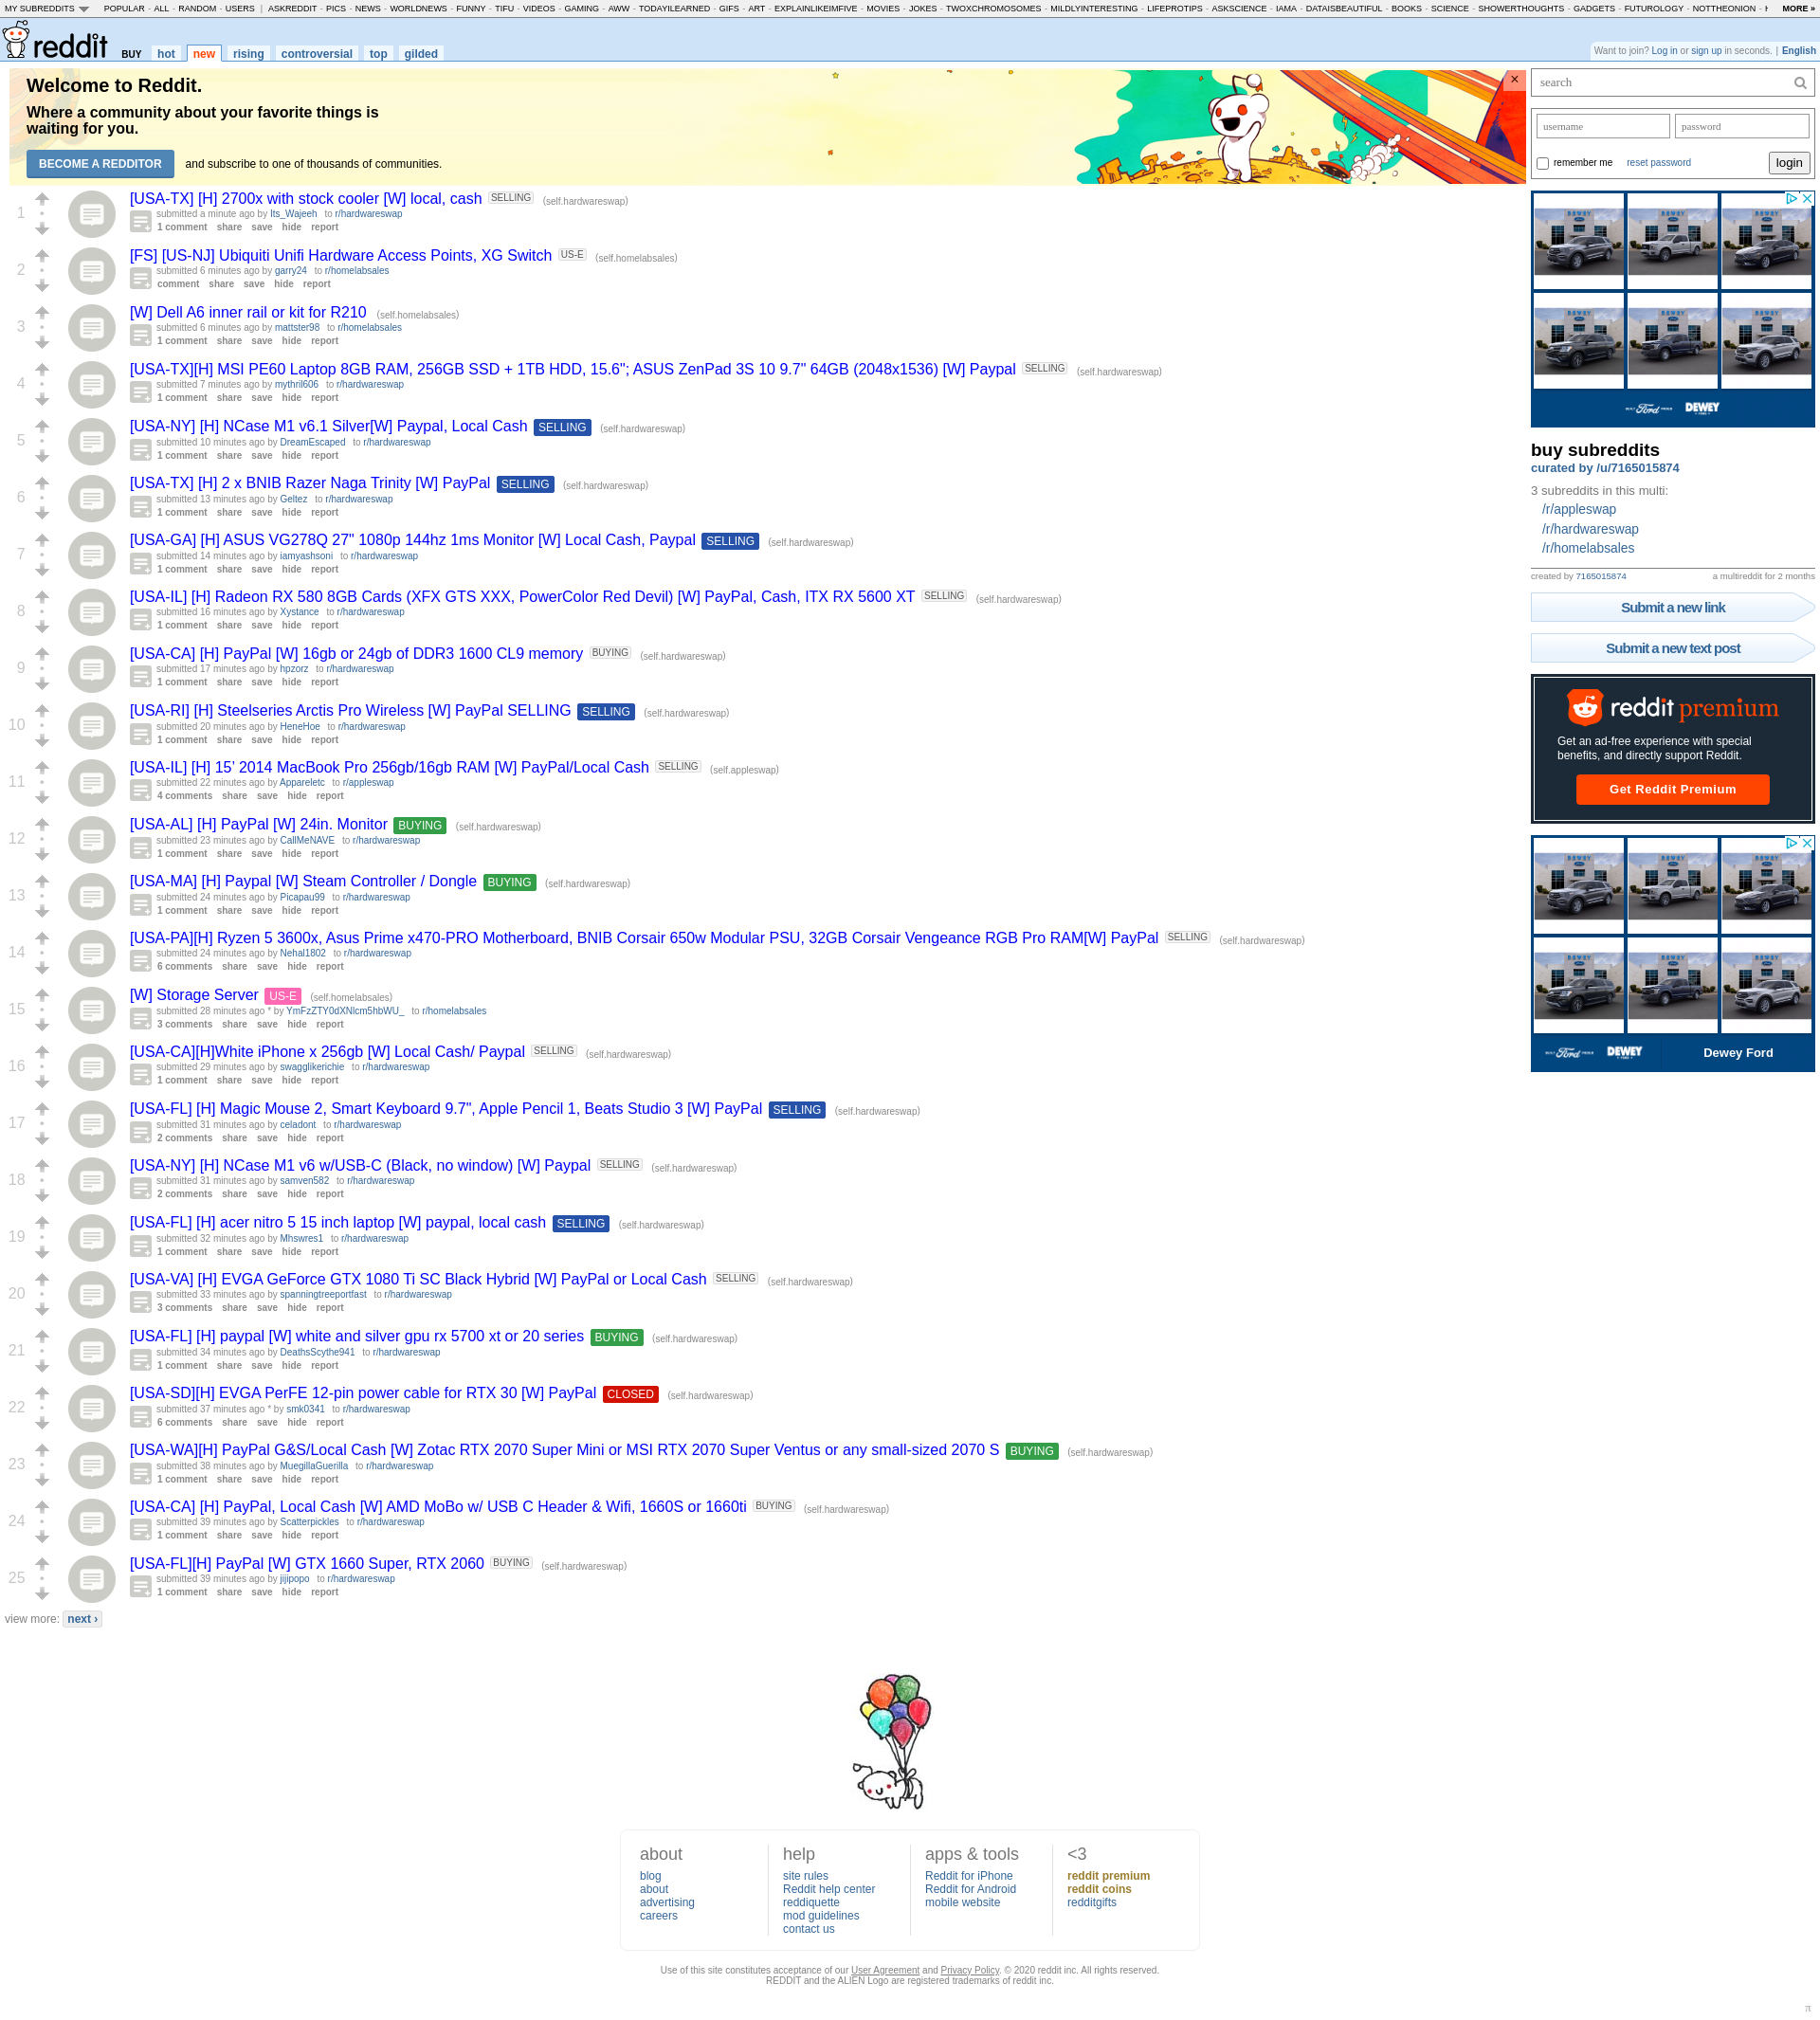 MY SUBREDDITS POPULAR - ALL - RANDOM - USERS | ASKREDDIT - PICS - NEWS - WORLDNEWS - FUNNY - TIFU - VIDEOS - GAMING - AWW - TODAYILEARNED - GIFS - ART - EXPLAINLIKEIMFIVE - MOVIES - JOKES - TWOXCHROMOSOMES - MILDLYINTERESTING - LIFEPROTIPS - ASKSCIENCE - IAMA - DATAISBEAUTIFUL - BOOKS - SCIENCE - SHOWERTHOUGHTS - GADGETS - FUTUROLOGY - NOTTHEONION - MORE »
reddit BUY hot new rising controversial top gilded
Want to join? Log in or sign up in seconds. | English
Welcome to Reddit.
Where a community about your favorite things is
waiting for you.
BECOME A REDDITOR and subscribe to one of thousands of communities.
×
1
[USA-TX] [H] 2700x with stock cooler [W] local, cash SELLING (self.hardwareswap)
submitted a minute ago by Its_Wajeeh to r/hardwareswap
1 comment share save hide report
2
[FS] [US-NJ] Ubiquiti Unifi Hardware Access Points, XG Switch US-E (self.homelabsales)
submitted 6 minutes ago by garry24 to r/homelabsales
comment share save hide report
3
[W] Dell A6 inner rail or kit for R210 (self.homelabsales)
submitted 6 minutes ago by mattster98 to r/homelabsales
1 comment share save hide report
4
[USA-TX][H] MSI PE60 Laptop 8GB RAM, 256GB SSD + 1TB HDD, 15.6"; ASUS ZenPad 3S 10 9.7" 64GB (2048x1536) [W] Paypal SELLING (self.hardwareswap)
submitted 7 minutes ago by mythril606 to r/hardwareswap
1 comment share save hide report
5
[USA-NY] [H] NCase M1 v6.1 Silver[W] Paypal, Local Cash SELLING (self.hardwareswap)
submitted 10 minutes ago by DreamEscaped to r/hardwareswap
1 comment share save hide report
6
[USA-TX] [H] 2 x BNIB Razer Naga Trinity [W] PayPal SELLING (self.hardwareswap)
submitted 13 minutes ago by Geltez to r/hardwareswap
1 comment share save hide report
7
[USA-GA] [H] ASUS VG278Q 27" 1080p 144hz 1ms Monitor [W] Local Cash, Paypal SELLING (self.hardwareswap)
submitted 14 minutes ago by iamyashsoni to r/hardwareswap
1 comment share save hide report
8
[USA-IL] [H] Radeon RX 580 8GB Cards (XFX GTS XXX, PowerColor Red Devil) [W] PayPal, Cash, ITX RX 5600 XT SELLING (self.hardwareswap)
submitted 16 minutes ago by Xystance to r/hardwareswap
1 comment share save hide report
9
[USA-CA] [H] PayPal [W] 16gb or 24gb of DDR3 1600 CL9 memory BUYING (self.hardwareswap)
submitted 17 minutes ago by hpzorz to r/hardwareswap
1 comment share save hide report
10
[USA-RI] [H] Steelseries Arctis Pro Wireless [W] PayPal SELLING SELLING (self.hardwareswap)
submitted 20 minutes ago by HeneHoe to r/hardwareswap
1 comment share save hide report
11
[USA-IL] [H] 15’ 2014 MacBook Pro 256gb/16gb RAM [W] PayPal/Local Cash SELLING (self.appleswap)
submitted 22 minutes ago by Appareletc to r/appleswap
4 comments share save hide report
12
[USA-AL] [H] PayPal [W] 24in. Monitor BUYING (self.hardwareswap)
submitted 23 minutes ago by CallMeNAVE to r/hardwareswap
1 comment share save hide report
13
[USA-MA] [H] Paypal [W] Steam Controller / Dongle BUYING (self.hardwareswap)
submitted 24 minutes ago by Picapau99 to r/hardwareswap
1 comment share save hide report
14
[USA-PA][H] Ryzen 5 3600x, Asus Prime x470-PRO Motherboard, BNIB Corsair 650w Modular PSU, 32GB Corsair Vengeance RGB Pro RAM[W] PayPal SELLING (self.hardwareswap)
submitted 24 minutes ago by Nehal1802 to r/hardwareswap
6 comments share save hide report
15
[W] Storage Server US-E (self.homelabsales)
submitted 28 minutes ago * by YmFzZTY0dXNlcm5hbWU_ to r/homelabsales
3 comments share save hide report
16
[USA-CA][H]White iPhone x 256gb [W] Local Cash/ Paypal SELLING (self.hardwareswap)
submitted 29 minutes ago by swagglikerichie to r/hardwareswap
1 comment share save hide report
17
[USA-FL] [H] Magic Mouse 2, Smart Keyboard 9.7", Apple Pencil 1, Beats Studio 3 [W] PayPal SELLING (self.hardwareswap)
submitted 31 minutes ago by celadont to r/hardwareswap
2 comments share save hide report
18
[USA-NY] [H] NCase M1 v6 w/USB-C (Black, no window) [W] Paypal SELLING (self.hardwareswap)
submitted 31 minutes ago by samven582 to r/hardwareswap
2 comments share save hide report
19
[USA-FL] [H] acer nitro 5 15 inch laptop [W] paypal, local cash SELLING (self.hardwareswap)
submitted 32 minutes ago by Mhswres1 to r/hardwareswap
1 comment share save hide report
20
[USA-VA] [H] EVGA GeForce GTX 1080 Ti SC Black Hybrid [W] PayPal or Local Cash SELLING (self.hardwareswap)
submitted 33 minutes ago by spanningtreeportfast to r/hardwareswap
3 comments share save hide report
21
[USA-FL] [H] paypal [W] white and silver gpu rx 5700 xt or 20 series BUYING (self.hardwareswap)
submitted 34 minutes ago by DeathsScythe941 to r/hardwareswap
1 comment share save hide report
22
[USA-SD][H] EVGA PerFE 12-pin power cable for RTX 30 [W] PayPal CLOSED (self.hardwareswap)
submitted 37 minutes ago * by smk0341 to r/hardwareswap
6 comments share save hide report
23
[USA-WA][H] PayPal G&S/Local Cash [W] Zotac RTX 2070 Super Mini or MSI RTX 2070 Super Ventus or any small-sized 2070 S BUYING (self.hardwareswap)
submitted 38 minutes ago by MuegillaGuerilla to r/hardwareswap
1 comment share save hide report
24
[USA-CA] [H] PayPal, Local Cash [W] AMD MoBo w/ USB C Header & Wifi, 1660S or 1660ti BUYING (self.hardwareswap)
submitted 39 minutes ago by Scatterpickles to r/hardwareswap
1 comment share save hide report
25
[USA-FL][H] PayPal [W] GTX 1660 Super, RTX 2060 BUYING (self.hardwareswap)
submitted 39 minutes ago by jijipopo to r/hardwareswap
1 comment share save hide report
view more: next ›
search
username password
remember me reset password login
Ford DEWEY
buy subreddits
curated by /u/7165015874
3 subreddits in this multi:
/r/appleswap
/r/hardwareswap
/r/homelabsales
created by 7165015874 a multireddit for 2 months
Submit a new link
Submit a new text post
reddit premium
Get an ad-free experience with special
benefits, and directly support Reddit.
Get Reddit Premium
Ford DEWEY Dewey Ford
about
blog
about
advertising
careers
help
site rules
Reddit help center
reddiquette
mod guidelines
contact us
apps & tools
Reddit for iPhone
Reddit for Android
mobile website
<3
reddit premium
reddit coins
redditgifts
Use of this site constitutes acceptance of our User Agreement and Privacy Policy. © 2020 reddit inc. All rights reserved.
REDDIT and the ALIEN Logo are registered trademarks of reddit inc.
π